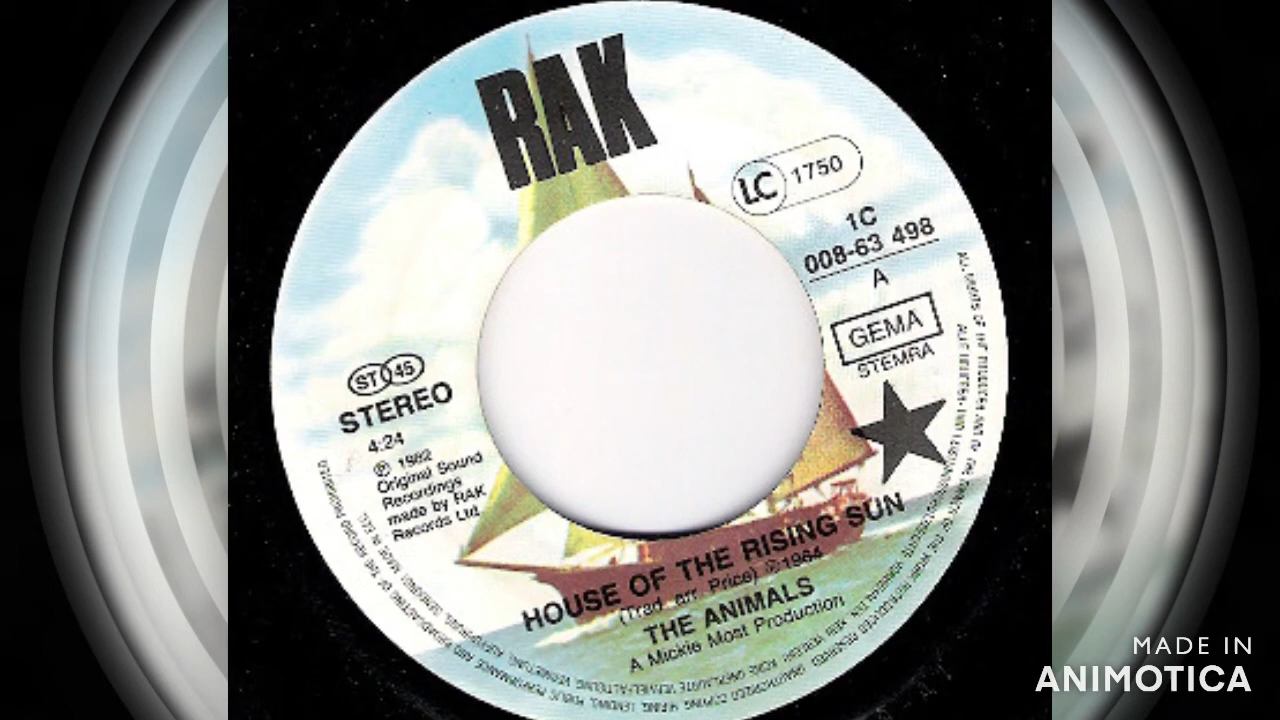 RAK
LC 1750
1C
008-63 498
A
GEMA
STEMRA
ST 45
STEREO
4:24
℗ 1982
Original Sound
Recordings
made by RAK
Records Ltd.
HOUSE OF THE RISING SUN
(Trad. arr. Price) ℗1964
THE ANIMALS
A Mickie Most Production
MADE IN
ANIMOTICA